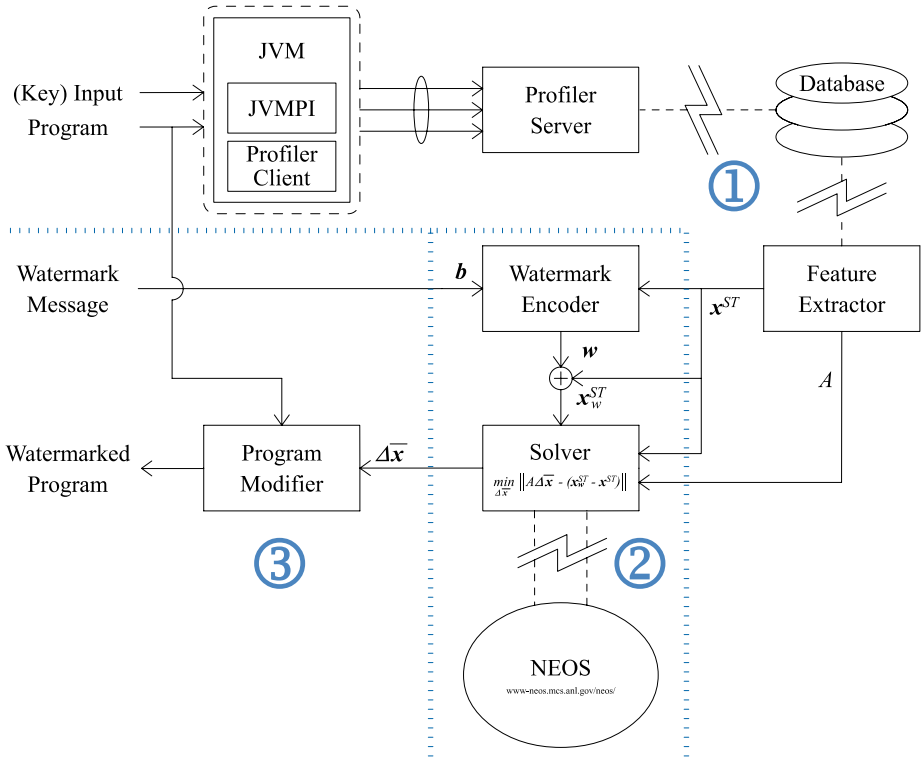 (Key) Input
Program
JVM
JVMPI
Profiler
Client
Profiler
Server
Database
①
Watermark
Message
b
Watermark
Encoder
x^ST
Feature
Extractor
w
+
x_w^ST
A
Watermarked
Program
Program
Modifier
Δx̅
Solver
min_Δx̅ ‖AΔx̅ - (x_w^ST - x^ST)‖
③
②
NEOS
www-neos.mcs.anl.gov/neos/